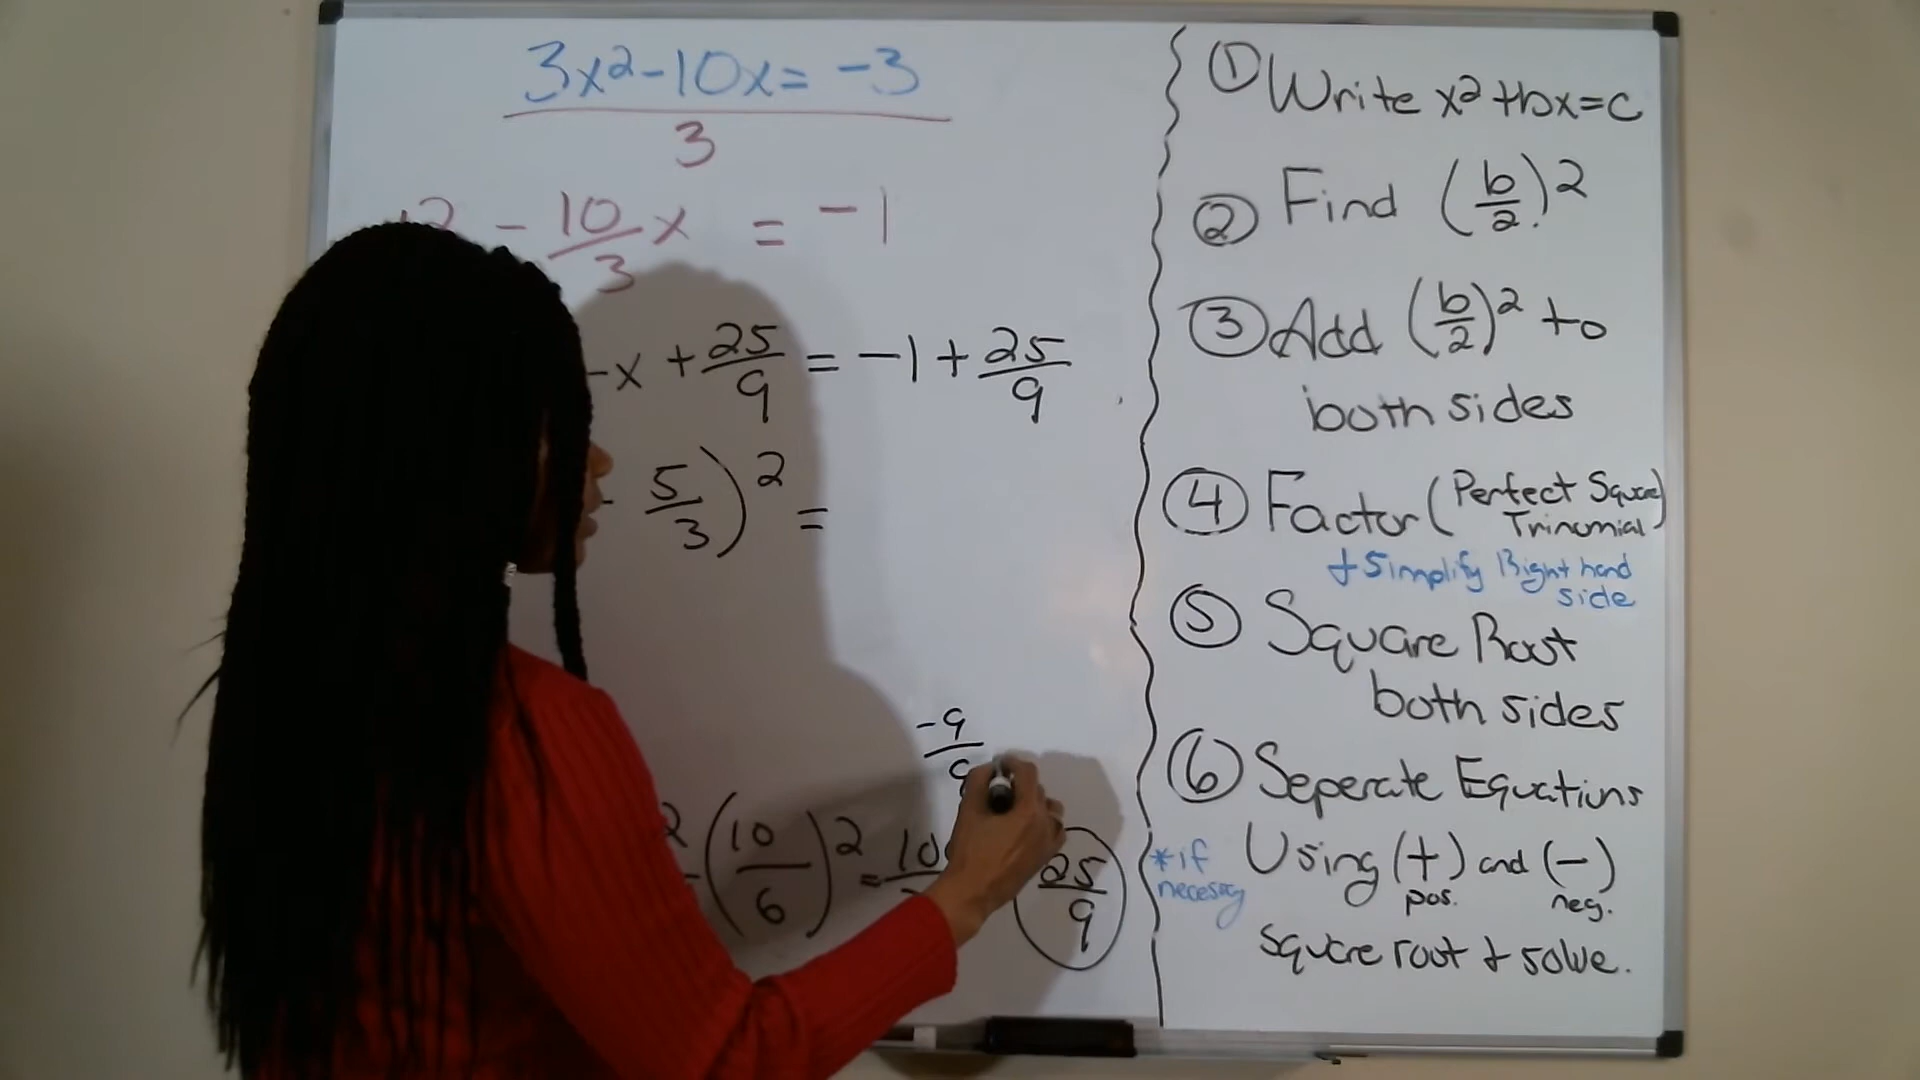 3x2-10x=-3
3
2 - 10/3 x = -1
-x + 25/9 = -1 + 25/9
- 5/3)2 =
-9/9
2 (10/6)2 = 10
25/9
① Write x2+bx=c
② Find (b/2)2
③ Add (b/2)2 to
both sides
④ Factor (Perfect Square
Trinomial)
+ Simplify Right hand
side
⑤ Square Root
both sides
⑥ Seperate Equations
*if
necesary
Using (+) and (-)
pos. neg.
square root + solve.